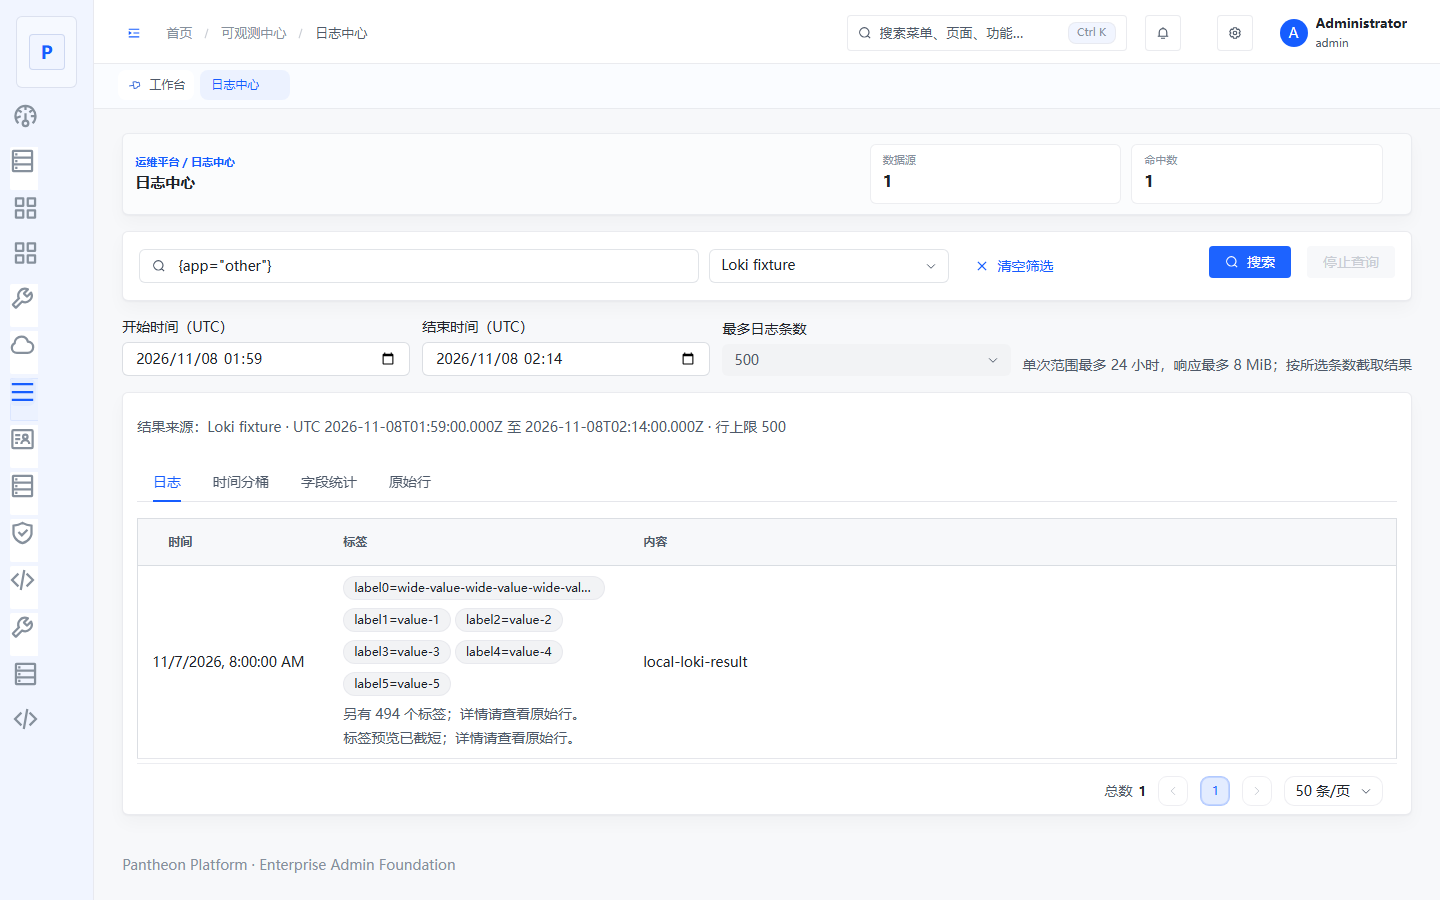 P
首页 / 可观测中心 / 日志中心
搜索菜单、页面、功能...
Ctrl K
A
Administrator
admin
工作台
日志中心
运维平台 / 日志中心
日志中心
数据源
1
命中数
1
{app="other"}
Loki fixture
清空筛选
搜索
停止查询
开始时间（UTC）
2026/11/08 01:59
结束时间（UTC）
2026/11/08 02:14
最多日志条数
500
单次范围最多 24 小时，响应最多 8 MiB；按所选条数截取结果
结果来源：Loki fixture · UTC 2026-11-08T01:59:00.000Z 至 2026-11-08T02:14:00.000Z · 行上限 500
日志 时间分桶 字段统计 原始行
时间 标签 内容
11/7/2026, 8:00:00 AM
label0=wide-value-wide-value-wide-val...
label1=value-1 label2=value-2
label3=value-3 label4=value-4
label5=value-5
另有 494 个标签；详情请查看原始行。
标签预览已截短；详情请查看原始行。
local-loki-result
总数 1
1
50 条/页
Pantheon Platform · Enterprise Admin Foundation